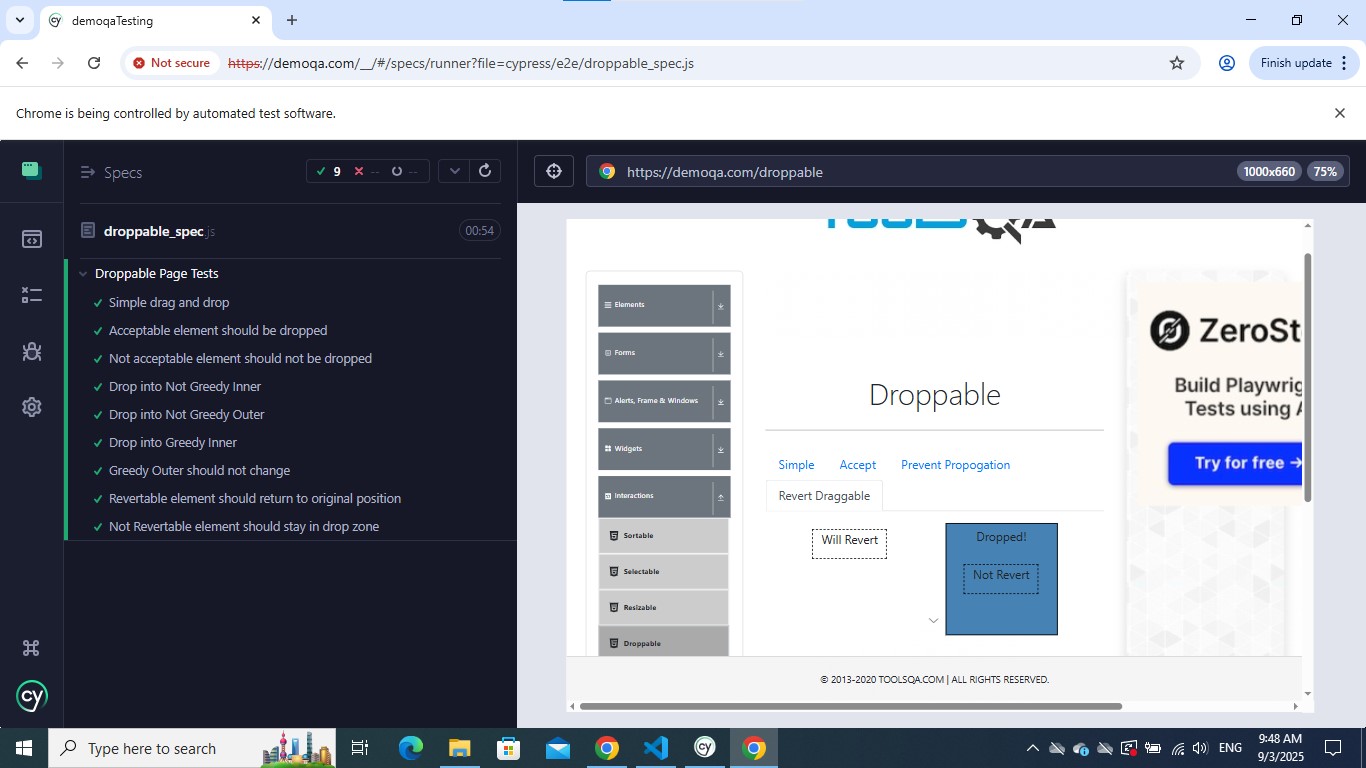 demoqaTesting
Not secure
https://demoqa.com/__/#/specs/runner?file=cypress/e2e/droppable_spec.js
Finish update
Chrome is being controlled by automated test software.
Specs
9
--
--
https://demoqa.com/droppable
1000x660
75%
droppable_spec.js
00:54
Droppable Page Tests
Simple drag and drop
Acceptable element should be dropped
Not acceptable element should not be dropped
Drop into Not Greedy Inner
Drop into Not Greedy Outer
Drop into Greedy Inner
Greedy Outer should not change
Revertable element should return to original position
Not Revertable element should stay in drop zone
cy
TOOLSQA
Elements
Forms
Alerts, Frame & Windows
Widgets
Interactions
Sortable
Selectable
Resizable
Droppable
Droppable
Simple
Accept
Prevent Propogation
Revert Draggable
Will Revert
Dropped!
Not Revert
ZeroSt
Build Playwrig
Tests using A
Try for free →
© 2013-2020 TOOLSQA.COM | ALL RIGHTS RESERVED.
Type here to search
ENG
9:48 AM
9/3/2025